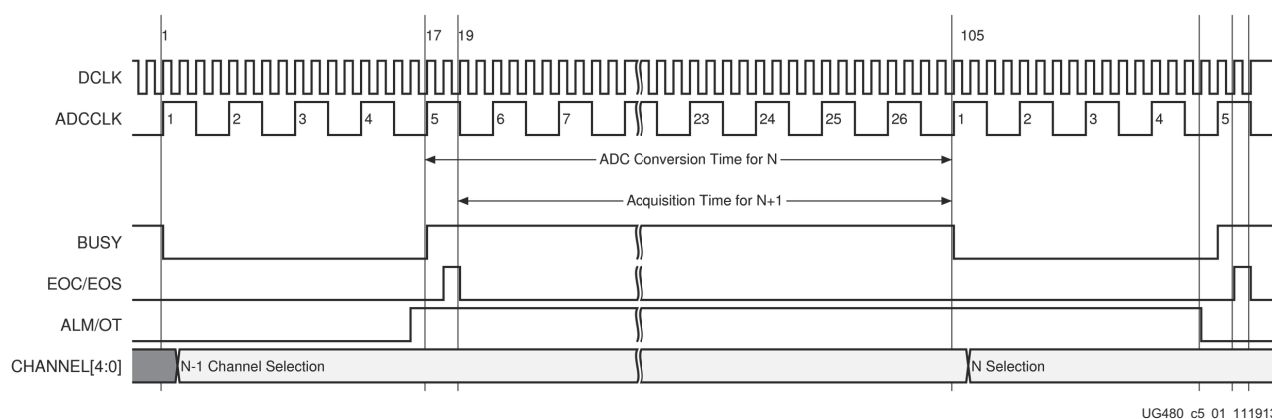 1 17 19 105
DCLK
ADCCLK 1 2 3 4 5 6 7 23 24 25 26 1 2 3 4 5
ADC Conversion Time for N
Acquisition Time for N+1
BUSY
EOC/EOS
ALM/OT
CHANNEL[4:0] N-1 Channel Selection N Selection
UG480_c5_01_111913